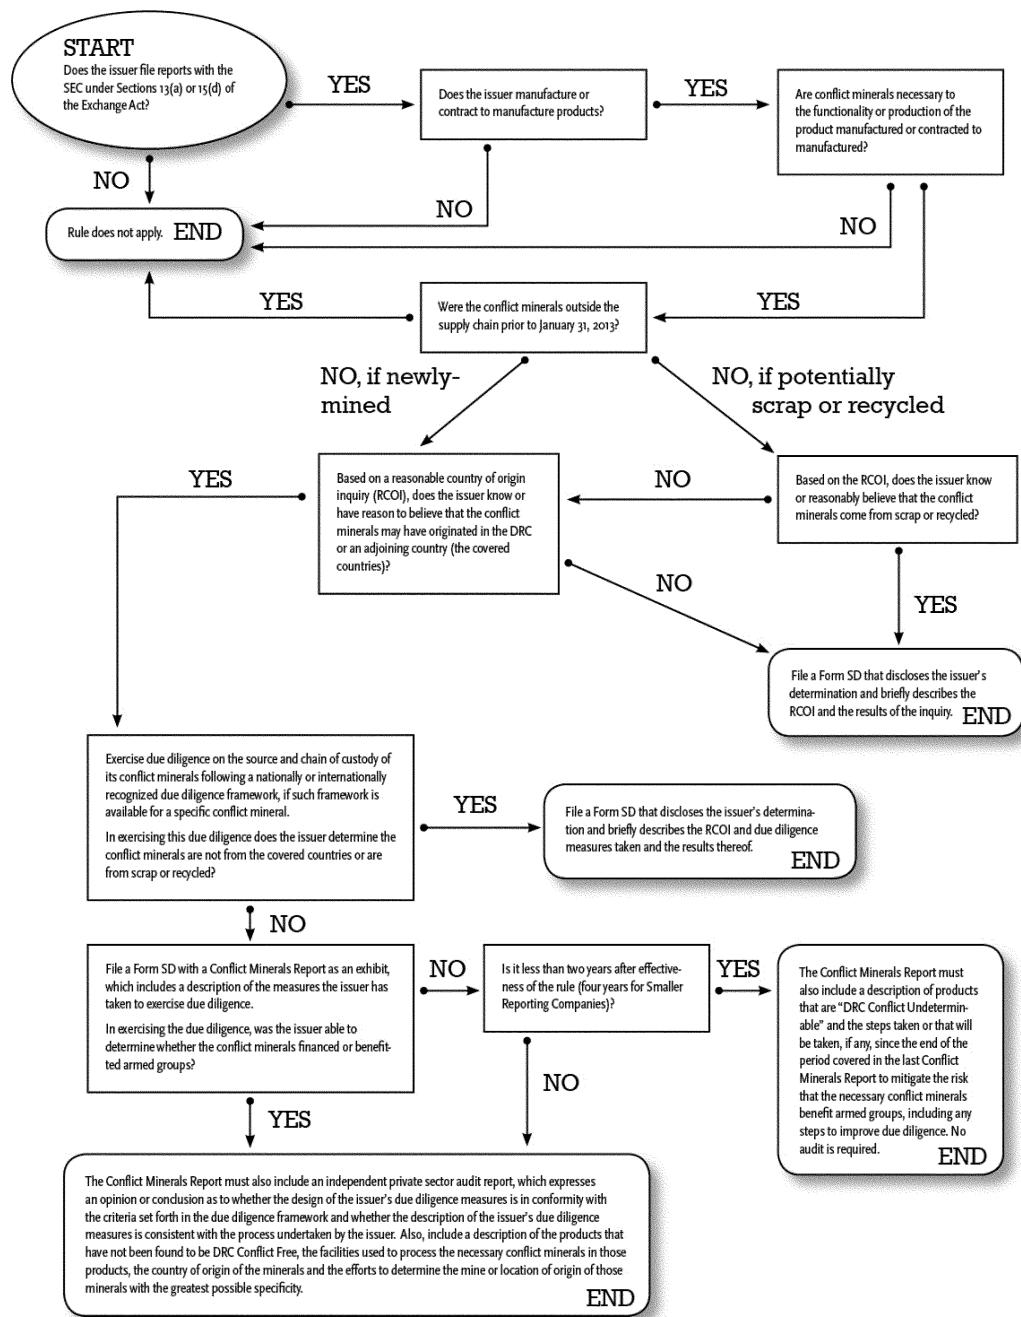 START
Does the issuer file reports with the
SEC under Sections 13(a) or 15(d) of
the Exchange Act?
YES
Does the issuer manufacture or
contract to manufacture products?
YES
Are conflict minerals necessary to
the functionality or production of the
product manufactured or contracted to
manufactured?
NO
NO
NO
Rule does not apply. END
YES
Were the conflict minerals outside the
supply chain prior to January 31, 2013?
YES
NO, if newly-
mined
NO, if potentially
scrap or recycled
YES
Based on a reasonable country of origin
inquiry (RCOI), does the issuer know or
have reason to believe that the conflict
minerals may have originated in the DRC
or an adjoining country (the covered
countries)?
NO
Based on the RCOI, does the issuer know
or reasonably believe that the conflict
minerals come from scrap or recycled?
NO
YES
File a Form SD that discloses the issuer's
determination and briefly describes the
RCOI and the results of the inquiry. END
Exercise due diligence on the source and chain of custody of
its conflict minerals following a nationally or internationally
recognized due diligence framework, if such framework is
available for a specific conflict mineral.
In exercising this due diligence does the issuer determine the
conflict minerals are not from the covered countries or are
from scrap or recycled?
YES
File a Form SD that discloses the issuer's determina-
tion and briefly describes the RCOI and due diligence
measures taken and the results thereof.
END
NO
File a Form SD with a Conflict Minerals Report as an exhibit,
which includes a description of the measures the issuer has
taken to exercise due diligence.
In exercising the due diligence, was the issuer able to
determine whether the conflict minerals financed or benefit-
ted armed groups?
NO
Is it less than two years after effective-
ness of the rule (four years for Smaller
Reporting Companies)?
YES
The Conflict Minerals Report must
also include a description of products
that are “DRC Conflict Undetermin-
able” and the steps taken or that will
be taken, if any, since the end of the
period covered in the last Conflict
Minerals Report to mitigate the risk
that the necessary conflict minerals
benefit armed groups, including any
steps to improve due diligence. No
audit is required.
END
YES
NO
The Conflict Minerals Report must also include an independent private sector audit report, which expresses
an opinion or conclusion as to whether the design of the issuer's due diligence measures is in conformity with
the criteria set forth in the due diligence framework and whether the description of the issuer's due diligence
measures is consistent with the process undertaken by the issuer. Also, include a description of the products that
have not been found to be DRC Conflict Free, the facilities used to process the necessary conflict minerals in those
products, the country of origin of the minerals and the efforts to determine the mine or location of origin of those
minerals with the greatest possible specificity.
END